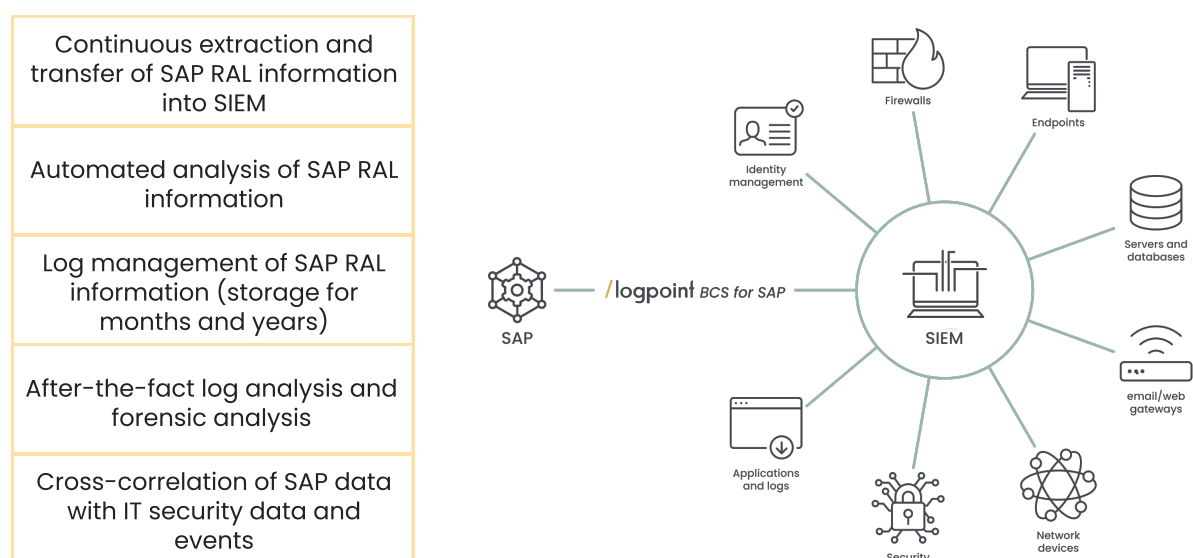 Continuous extraction and
transfer of SAP RAL information
into SIEM
Automated analysis of SAP RAL
information
Log management of SAP RAL
information (storage for
months and years)
After-the-fact log analysis and
forensic analysis
Cross-correlation of SAP data
with IT security data and
events
SAP
/logpoint BCS for SAP
SIEM
Identity
management
Firewalls
Endpoints
Servers and
databases
email/web
gateways
Network
devices
Security
Applications
and logs